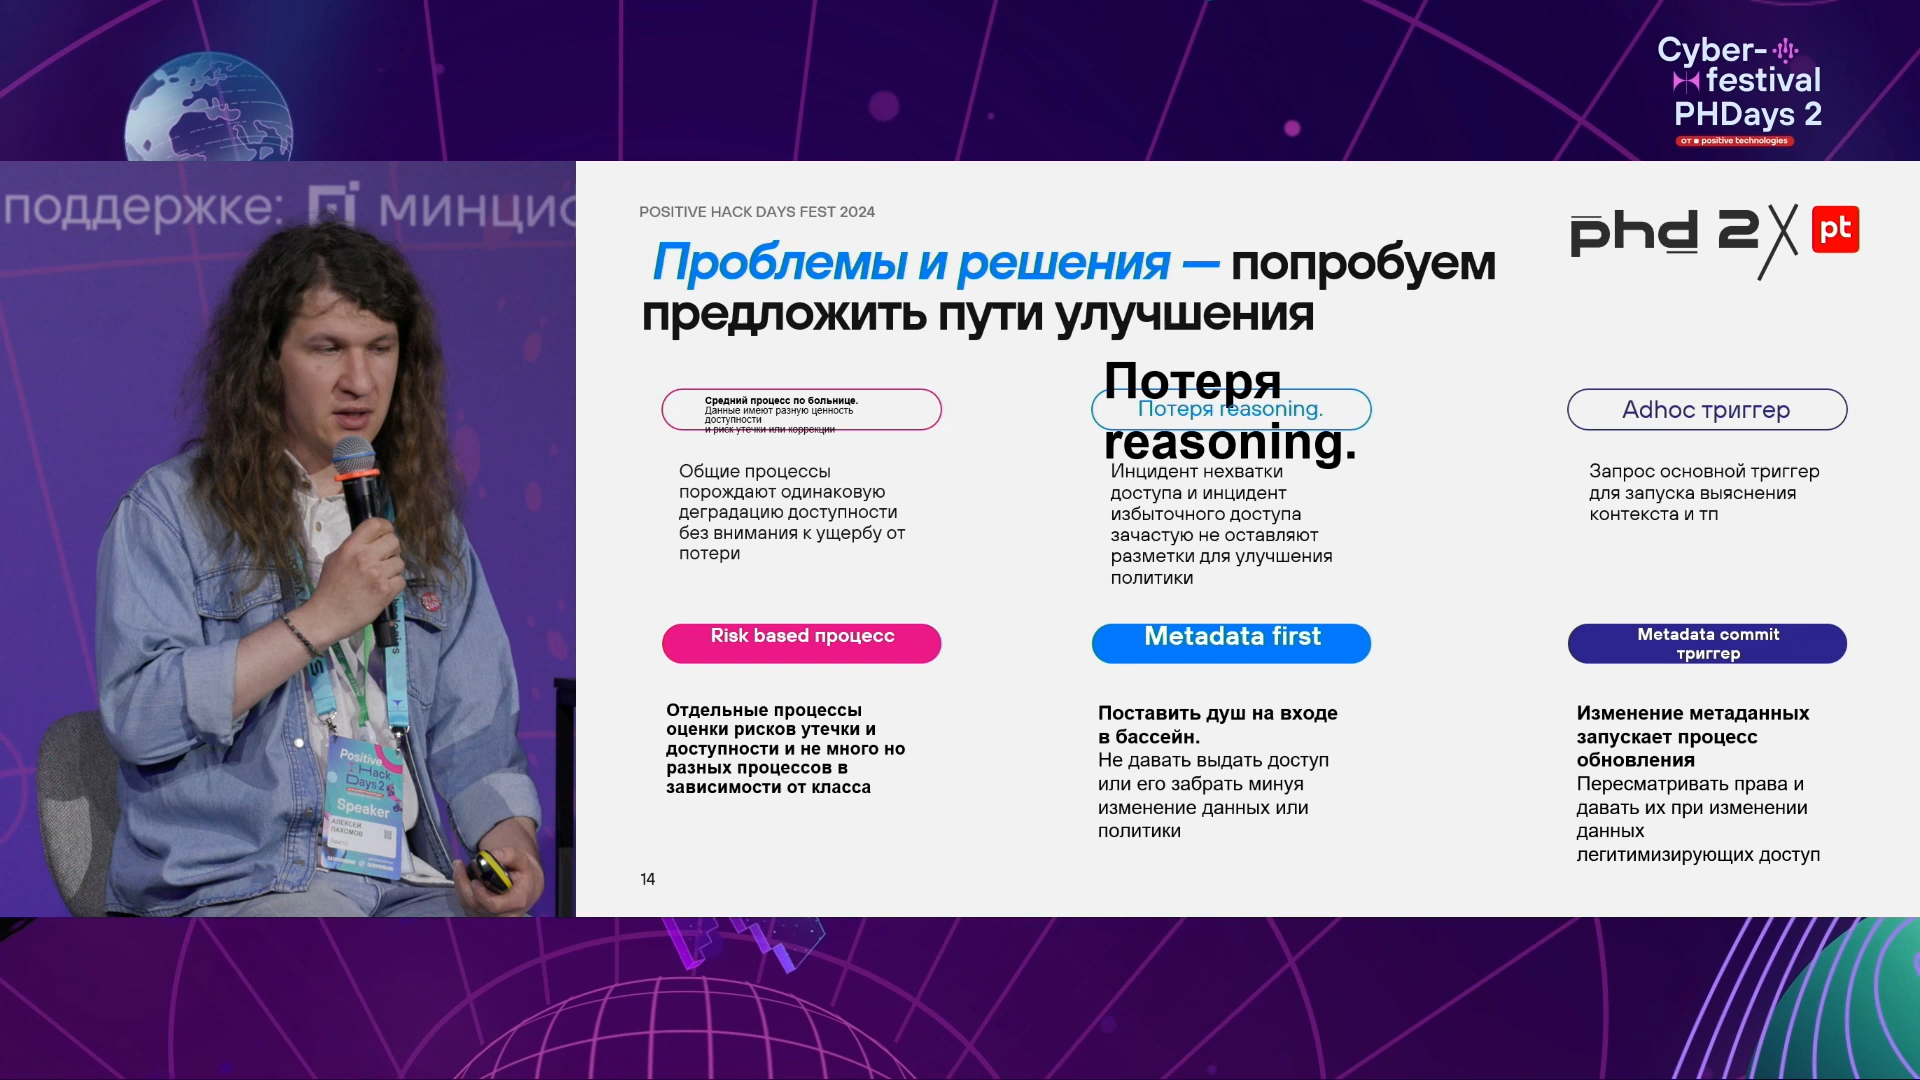 Cyber-
festival
PHDays 2
от positive technologies
поддержке: минциф
POSITIVE HACK DAYS FEST 2024
phd 2
pt
Проблемы и решения — попробуем
предложить пути улучшения
Средний процесс по больнице.
Данные имеют разную ценность
доступности
и риск утечки или коррекции
Общие процессы
порождают одинаковую
деградацию доступности
без внимания к ущербу от
потери
Потеря
reasoning.
Потеря reasoning.
Инцидент нехватки
доступа и инцидент
избыточного доступа
зачастую не оставляют
разметки для улучшения
политики
Adhoc триггер
Запрос основной триггер
для запуска выяснения
контекста и тп
Risk based процесс
Отдельные процессы
оценки рисков утечки и
доступности и не много но
разных процессов в
зависимости от класса
Metadata first
Поставить душ на входе
в бассейн.
Не давать выдать доступ
или его забрать минуя
изменение данных или
политики
Metadata commit
триггер
Изменение метаданных
запускает процесс
обновления
Пересматривать права и
давать их при изменении
данных
легитимизирующих доступ
14
Positive
Hack
Days 2
Speaker
АЛЕКСЕЙ
ПАХОМОВ